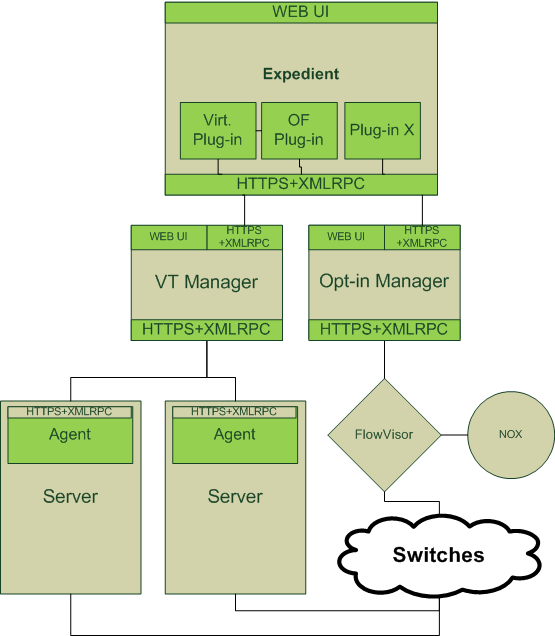 WEB UI
Expedient
Virt.
Plug-in
OF
Plug-in
Plug-in X
HTTPS+XMLRPC
WEB UI
HTTPS
+XMLRPC
VT Manager
HTTPS+XMLRPC
WEB UI
HTTPS
+XMLRPC
Opt-in Manager
HTTPS+XMLRPC
HTTPS+XMLRPC
Agent
Server
HTTPS+XMLRPC
Agent
Server
FlowVisor
NOX
Switches